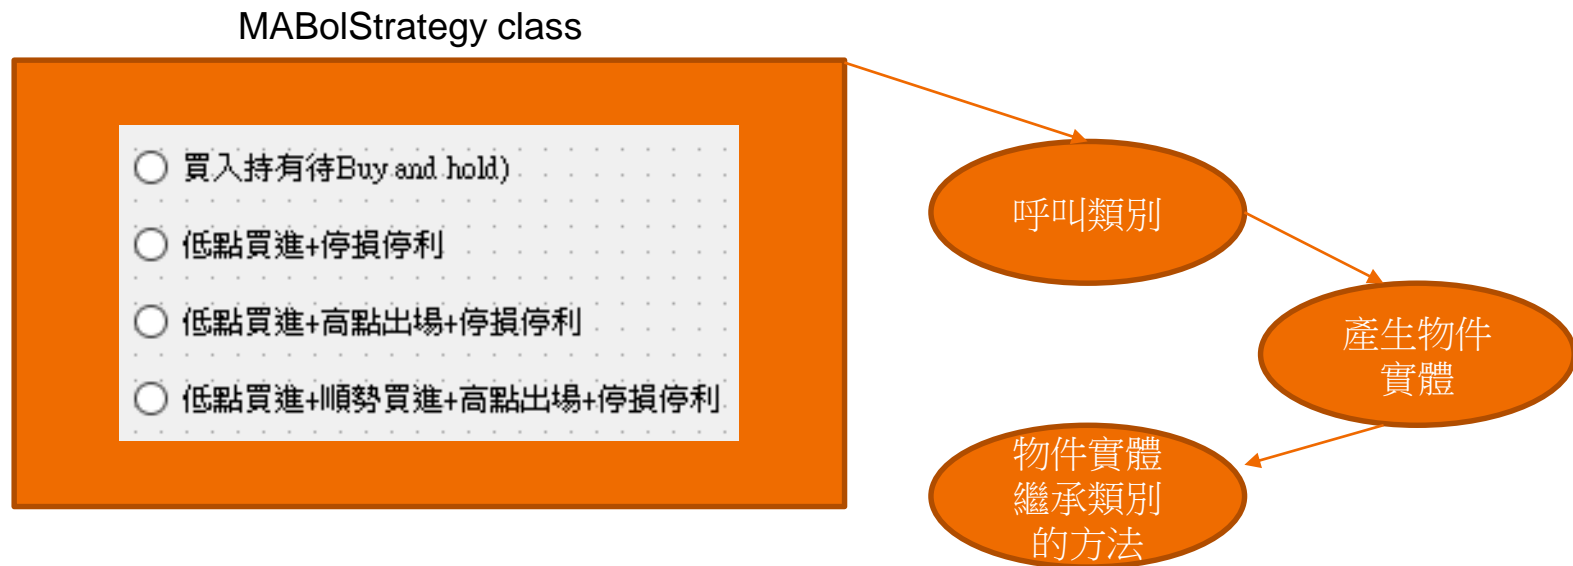 MABolStrategy class
買入持有待Buy and hold)
低點買進+停損停利
低點買進+高點出場+停損停利
低點買進+順勢買進+高點出場+停損停利
呼叫類別
產生物件
實體
物件實體
繼承類別
的方法